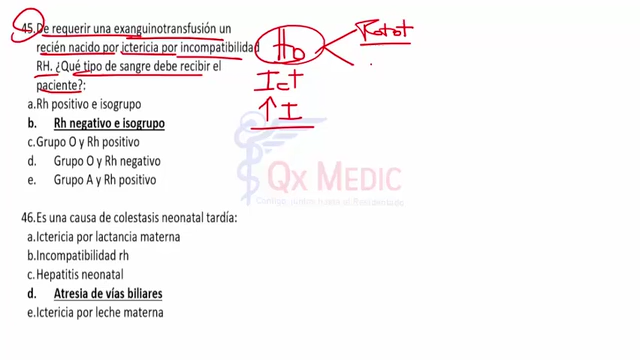 45. De requerir una exanguinotransfusión un
recién nacido por ictericia por incompatibilidad
RH. ¿Qué tipo de sangre debe recibir el
paciente?:
a. Rh positivo e isogrupo
b. Rh negativo e isogrupo
c. Grupo O y Rh positivo
d. Grupo O y Rh negativo
e. Grupo A y Rh positivo
46. Es una causa de colestasis neonatal tardía:
a. Ictericia por lactancia materna
b. Incompatibilidad rh
c. Hepatitis neonatal
d. Atresia de vías biliares
e. Ictericia por leche materna
Ict
↑ I
Qx MEDIC